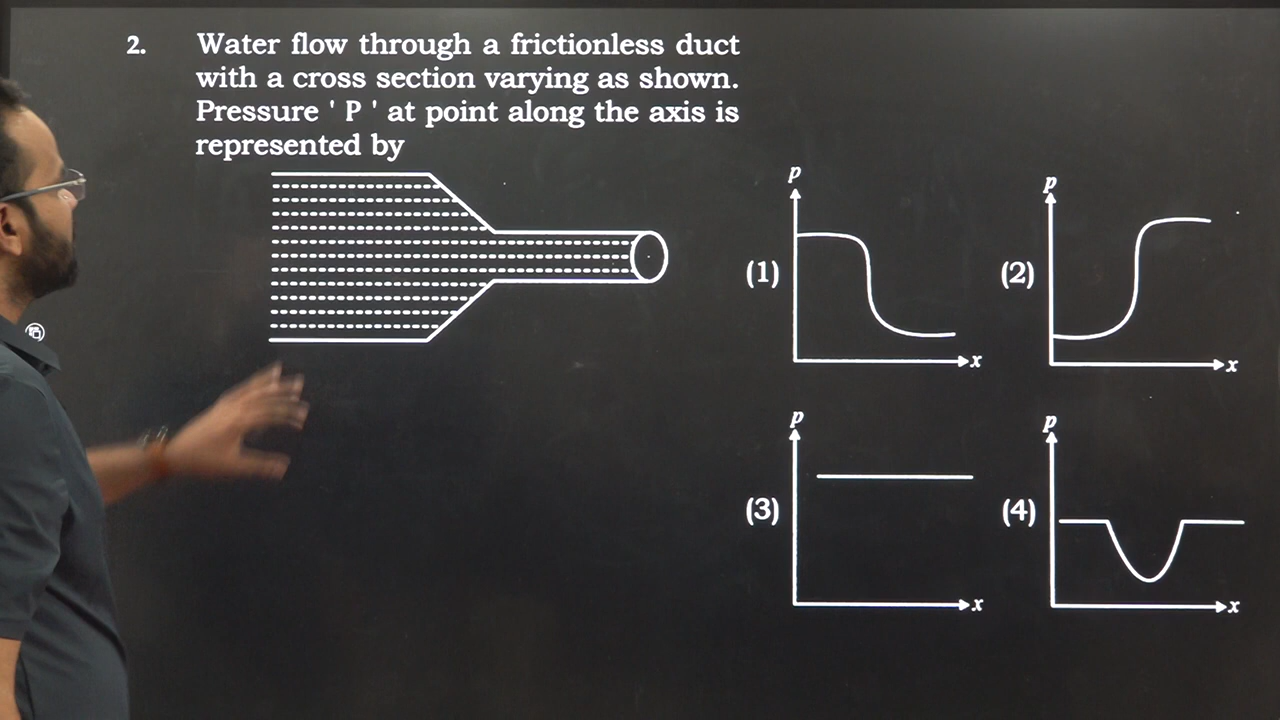 2. Water flow through a frictionless duct
with a cross section varying as shown.
Pressure ' P ' at point along the axis is
represented by
(1)
p
x
(2)
p
x
(3)
p
x
(4)
p
x